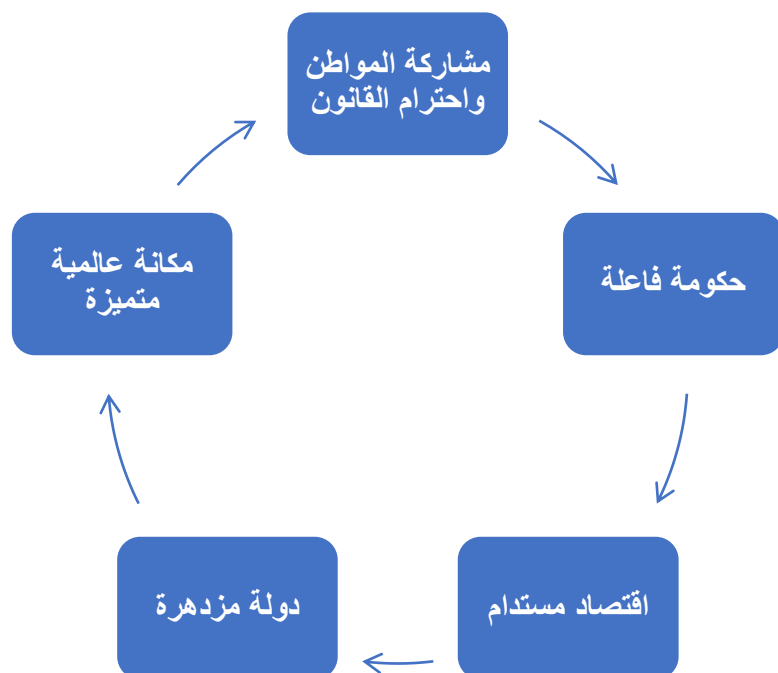 مشاركة المواطن
واحترام القانون
حكومة فاعلة
اقتصاد مستدام
دولة مزدهرة
مكانة عالمية
متميزة